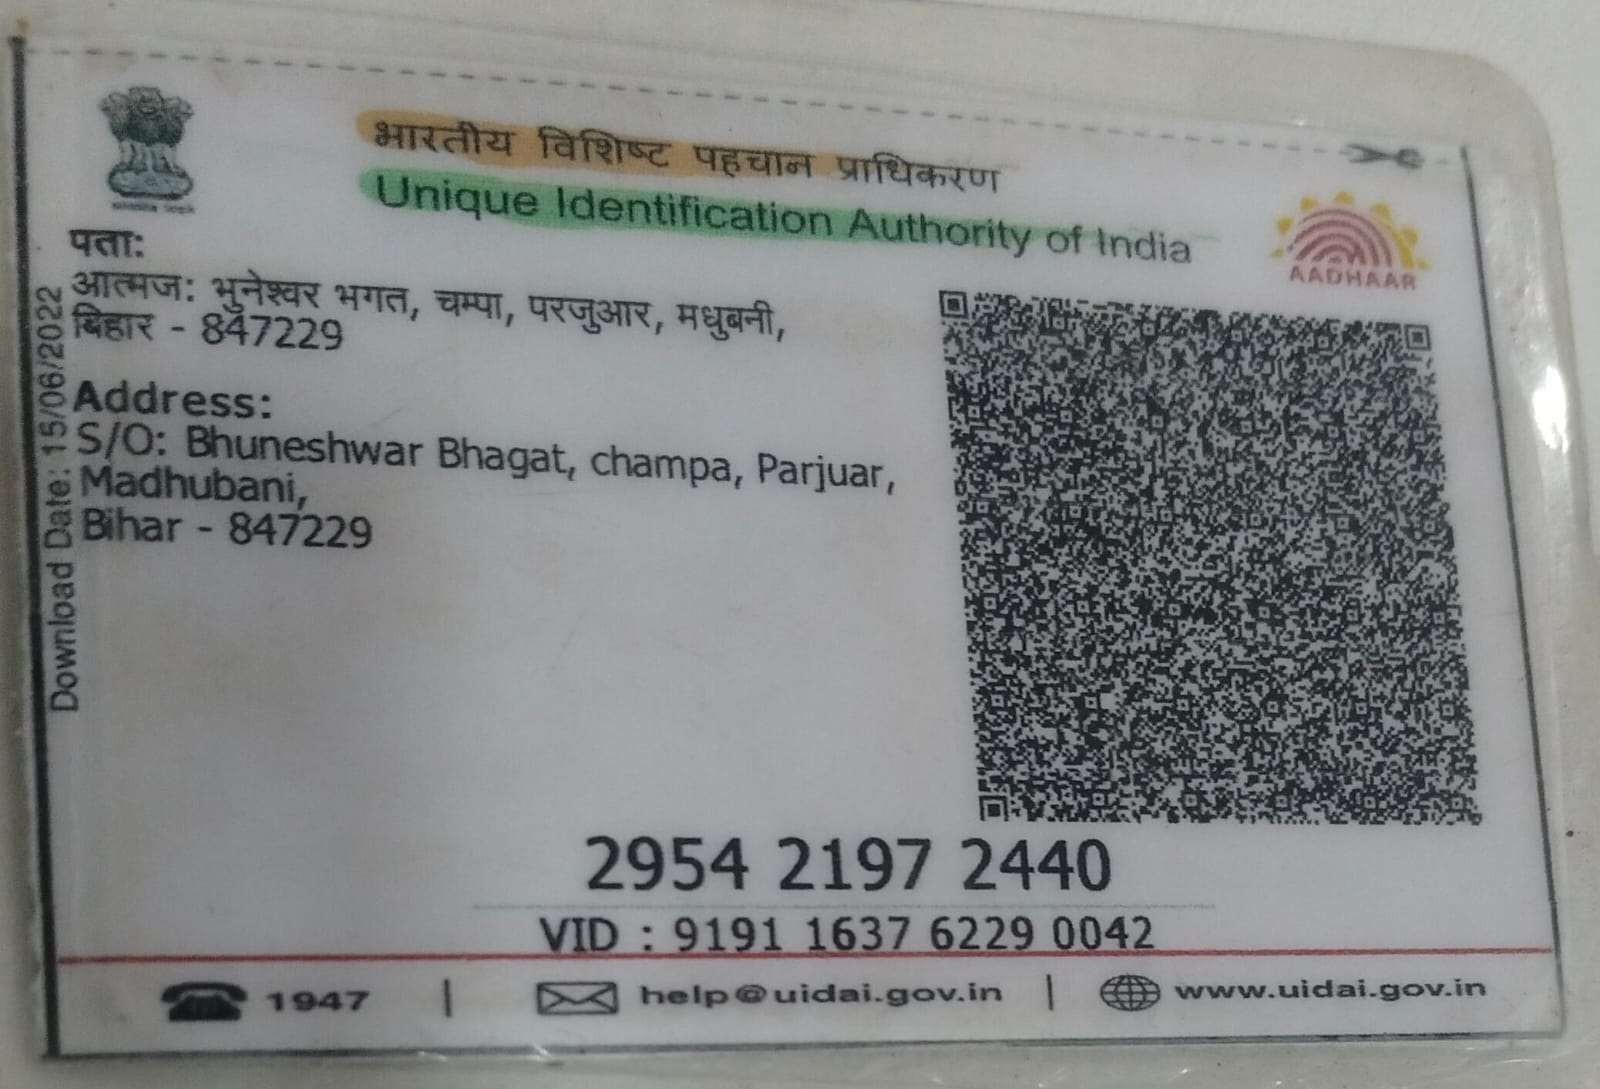 भारतीय विशिष्ट पहचान प्राधिकरण
Unique Identification Authority of India
AADHAAR
पता:
आत्मज: भुनेश्वर भगत, चम्पा, परजुआर, मधुबनी,
बिहार - 847229
Address:
S/O: Bhuneshwar Bhagat, champa, Parjuar,
Madhubani,
Bihar - 847229
Download Date: 15/06/2022
2954 2197 2440
VID : 9191 1637 6229 0042
1947 | help@uidai.gov.in | www.uidai.gov.in